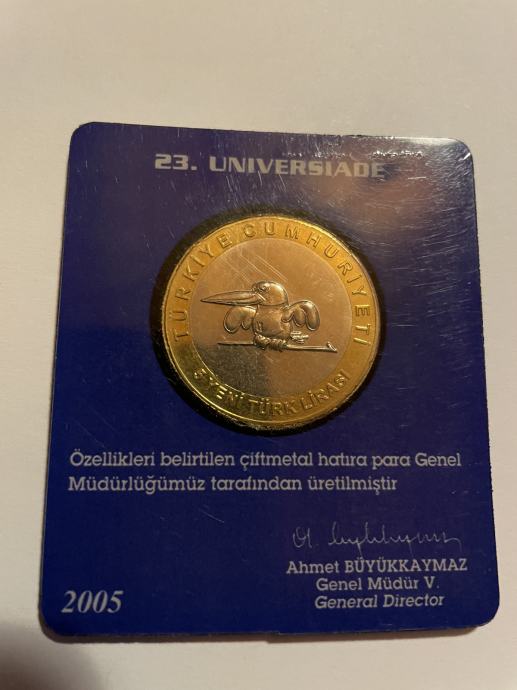 23. UNIVERSIADE
TÜRKİYE CUMHURİYETİ
5 YENİ TÜRK LİRASI
Özellikleri belirtilen çiftmetal hatıra para Genel
Müdürlüğümüz tarafından üretilmiştir
Ahmet BÜYÜKKAYMAZ
Genel Müdür V.
General Director
2005